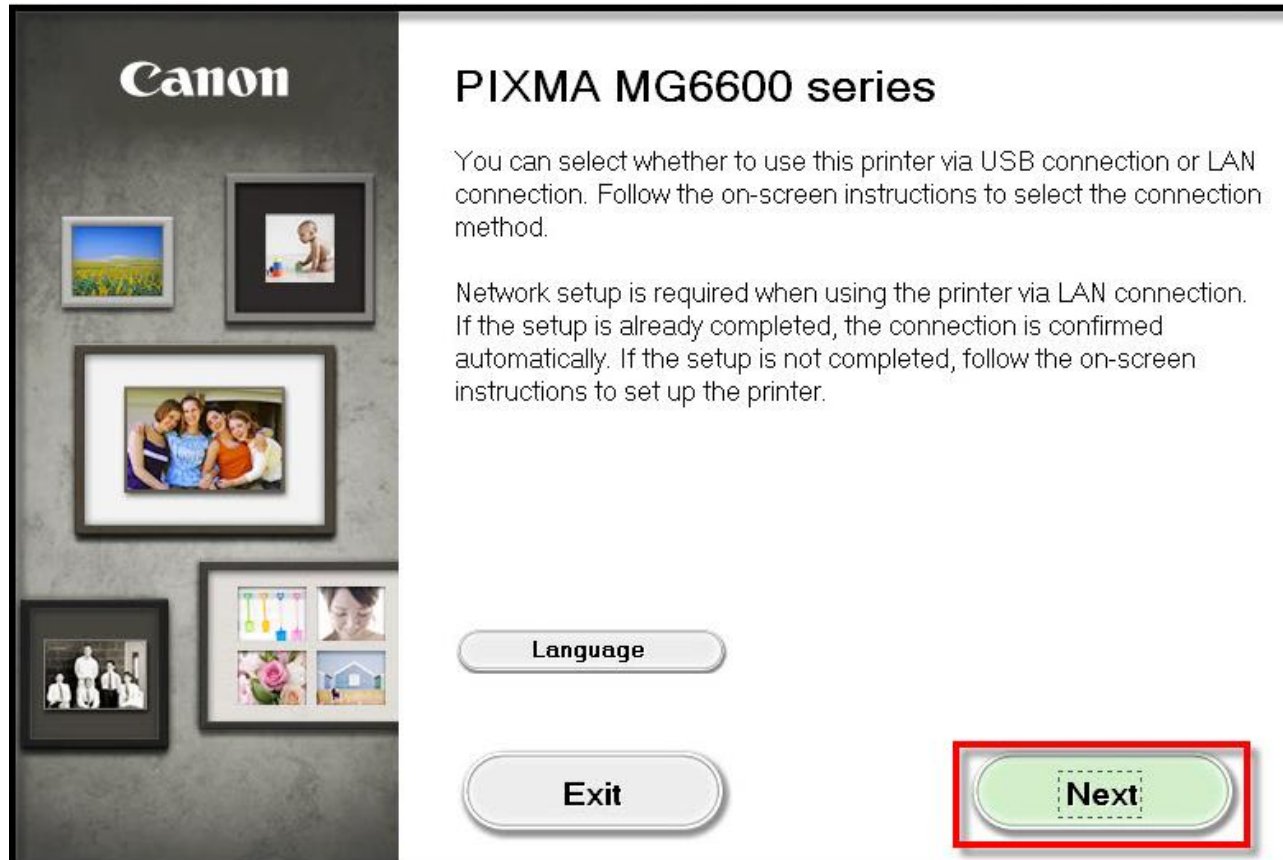 Canon
PIXMA MG6600 series
You can select whether to use this printer via USB connection or LAN
connection. Follow the on-screen instructions to select the connection
method.
Network setup is required when using the printer via LAN connection.
If the setup is already completed, the connection is confirmed
automatically. If the setup is not completed, follow the on-screen
instructions to set up the printer.
Language
Exit
Next